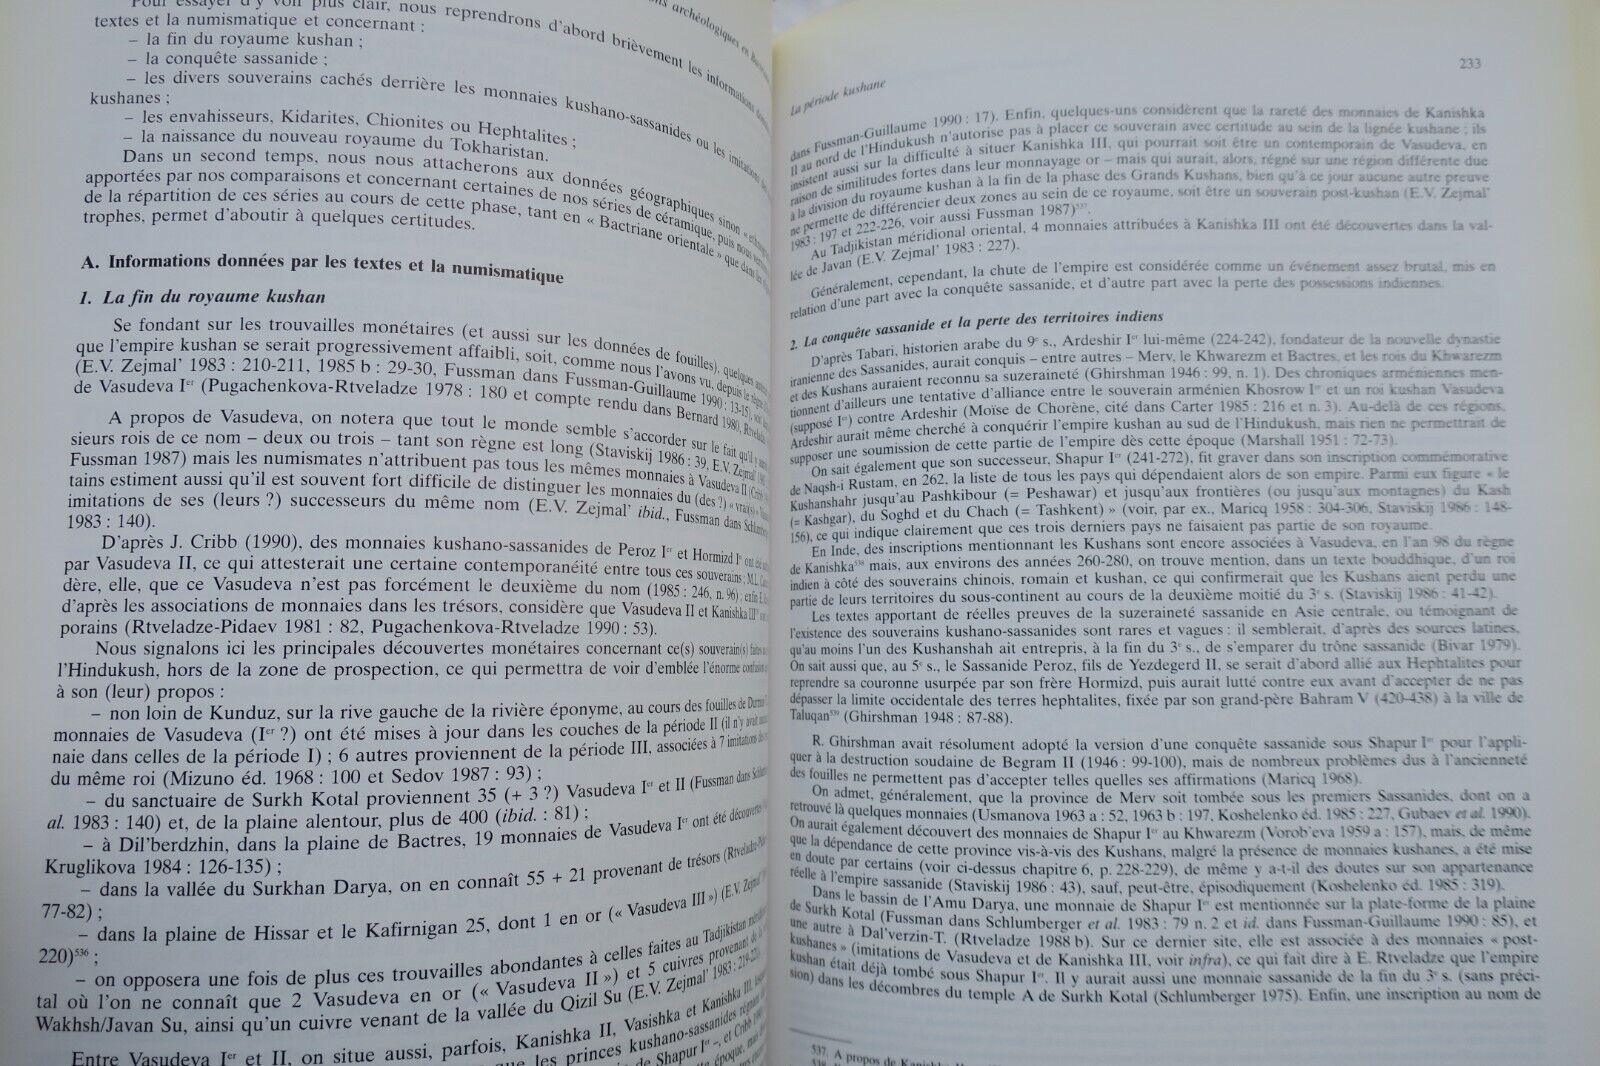 ons archéologiques en Bactriane
Pour essayer d'y voir plus clair, nous reprendrons d'abord brièvement les informations
textes et la numismatique et concernant :
– la fin du royaume kushan ;
– la conquête sassanide ;
– les divers souverains cachés derrière les monnaies kushano-sassanides ou les imitations
kushanes ;
– les envahisseurs, Kidarites, Chionites ou Hephtalites ;
– la naissance du nouveau royaume du Tokharistan.
Dans un second temps, nous nous attacherons aux données géographiques sinon
apportées par nos comparaisons et concernant certaines de nos séries de céramique, puis nous
de la répartition de ces séries au cours de cette phase, tant en « Bactriane orientale » que dans les
trophes, permet d'aboutir à quelques certitudes.
A. Informations données par les textes et la numismatique
1. La fin du royaume kushan
Se fondant sur les trouvailles monétaires (et aussi sur les données de fouilles), quelques
que l'empire kushan se serait progressivement affaibli, soit, comme nous l'avons vu, depuis le règne
(E.V. Zejmal' 1983 : 210-211, 1985 b : 29-30, Fussman dans Fussman-Guillaume 1990 : 13-15),
de Vasudeva Ier (Pugachenkova-Rtveladze 1978 : 180 et compte rendu dans Bernard 1980,
A propos de Vasudeva, on notera que tout le monde semble s'accorder sur le fait qu'il y
sieurs rois de ce nom – deux ou trois – tant son règne est long (Staviskij 1986 : 39, E.V. Zejmal'
Fussman 1987) mais les numismates n'attribuent pas tous les mêmes monnaies à Vasudeva II
tains estiment aussi qu'il est souvent fort difficile de distinguer les monnaies du (des ?) « vrai(s) »
imitations de ses (leurs ?) successeurs du même nom (E.V. Zejmal' ibid., Fussman dans
1983 : 140).
D'après J. Cribb (1990), des monnaies kushano-sassanides de Peroz Ier et Hormizd Ier ont été
par Vasudeva II, ce qui attesterait une certaine contemporanéité entre tous ces souverains ; M.L.
dère, elle, que ce Vasudeva n'est pas forcément le deuxième du nom (1985 : 246, n. 96) ; enfin E.
d'après les associations de monnaies dans les trésors, considère que Vasudeva II et Kanishka III
porains (Rtveladze-Pidaev 1981 : 82, Pugachenkova-Rtveladze 1990 : 53).
Nous signalons ici les principales découvertes monétaires concernant ce(s) souverain(s) faites
l'Hindukush, hors de la zone de prospection, ce qui permettra de voir d'emblée l'énorme confusion
à son (leur) propos :
– non loin de Kunduz, sur la rive gauche de la rivière éponyme, au cours des fouilles de
monnaies de Vasudeva (Ier ?) ont été mises à jour dans les couches de la période II (il n'y avait
naie dans celles de la période I) ; 6 autres proviennent de la période III, associées à 7 imitations
du même roi (Mizuno éd. 1968 : 100 et Sedov 1987 : 93) ;
– du sanctuaire de Surkh Kotal proviennent 35 (+ 3 ?) Vasudeva Ier et II (Fussman dans
al. 1983 : 140) et, de la plaine alentour, plus de 400 (ibid. : 81) ;
– à Dil'berdzhin, dans la plaine de Bactres, 19 monnaies de Vasudeva Ier ont été découvertes
Kruglikova 1984 : 126-135) ;
– dans la vallée du Surkhan Darya, on en connaît 55 + 21 provenant de trésors
77-82) ;
– dans la plaine de Hissar et le Kafirnigan 25, dont 1 en or (« Vasudeva III ») (E.V. Zejmal'
220)536 ;
– on opposera une fois de plus ces trouvailles abondantes à celles faites au Tadjikistan
tal où l'on ne connaît que 2 Vasudeva en or (« Vasudeva II ») et 5 cuivres provenant de la
Wakhsh/Javan Su, ainsi qu'un cuivre venant de la vallée du Qizil Su (E.V. Zejmal' 1983 : 219-220).
Entre Vasudeva Ier et II, on situe aussi, parfois, Kanishka II, Vasishka et Kanishka III,
que les princes kushano-sassanides
de Shapur Ier –, et Cribb
233
La période kushane
dans Fussman-Guillaume 1990 : 17). Enfin, quelques-uns considèrent que la rareté des monnaies de Kanishka
II au nord de l'Hindukush n'autorise pas à placer ce souverain avec certitude au sein de la lignée kushane ; ils
insistent aussi sur la difficulté à situer Kanishka III, qui pourrait soit être un contemporain de Vasudeva, en
raison de similitudes fortes dans leur monnayage or – mais qui aurait, alors, régné sur une région différente due
à la division du royaume kushan à la fin de la phase des Grands Kushans, bien qu'à ce jour aucune autre preuve
ne permette de différencier deux zones au sein de ce royaume, soit être un souverain post-kushan (E.V. Zejmal'
1983 : 197 et 222-226, voir aussi Fussman 1987)537.
Au Tadjikistan méridional oriental, 4 monnaies attribuées à Kanishka III ont été découvertes dans la val-
lée de Javan (E.V. Zejmal' 1983 : 227).
Généralement, cependant, la chute de l'empire est considérée comme un événement assez brutal, mis en
relation d'une part avec la conquête sassanide, et d'autre part avec la perte des possessions indiennes.
2. La conquête sassanide et la perte des territoires indiens
D'après Tabari, historien arabe du 9e s., Ardeshir Ier lui-même (224-242), fondateur de la nouvelle dynastie
iranienne des Sassanides, aurait conquis – entre autres – Merv, le Khwarezm et Bactres, et les rois du Khwarezm
et des Kushans auraient reconnu sa suzeraineté (Ghirshman 1946 : 99, n. 1). Des chroniques arméniennes men-
tionnent d'ailleurs une tentative d'alliance entre le souverain arménien Khosrow Ier et un roi kushan Vasudeva
(supposé Ier) contre Ardeshir (Moïse de Chorène, cité dans Carter 1985 : 216 et n. 3). Au-delà de ces régions,
Ardeshir aurait même cherché à conquérir l'empire kushan au sud de l'Hindukush, mais rien ne permettrait de
supposer une soumission de cette partie de l'empire dès cette époque (Marshall 1951 : 72-73).
On sait également que son successeur, Shapur Ier (241-272), fit graver dans son inscription commémorative
de Naqsh-i Rustam, en 262, la liste de tous les pays qui dépendaient alors de son empire. Parmi eux figure « le
Kushanshahr jusqu'au Pashkibour (= Peshawar) et jusqu'aux frontières (ou jusqu'aux montagnes) du Kash
(= Kashgar), du Soghd et du Chach (= Tashkent) » (voir, par ex., Maricq 1958 : 304-306, Staviskij 1986 : 148-
156), ce qui indique clairement que ces trois derniers pays ne faisaient pas partie de son royaume.
En Inde, des inscriptions mentionnant les Kushans sont encore associées à Vasudeva, en l'an 98 du règne
de Kanishka538 mais, aux environs des années 260-280, on trouve mention, dans un texte bouddhique, d'un roi
indien à côté des souverains chinois, romain et kushan, ce qui confirmerait que les Kushans aient perdu une
partie de leurs territoires du sous-continent au cours de la deuxième moitié du 3e s. (Staviskij 1986 : 41-42).
Les textes apportant de réelles preuves de la suzeraineté sassanide en Asie centrale, ou témoignant de
l'existence des souverains kushano-sassanides sont rares et vagues : il semblerait, d'après des sources latines,
qu'au moins l'un des Kushanshah ait entrepris, à la fin du 3e s., de s'emparer du trône sassanide (Bivar 1979).
On sait aussi que, au 5e s., le Sassanide Peroz, fils de Yezdegerd II, se serait d'abord allié aux Hephtalites pour
reprendre sa couronne usurpée par son frère Hormizd, puis aurait lutté contre eux avant d'accepter de ne pas
dépasser la limite occidentale des terres hephtalites, fixée par son grand-père Bahram V (420-438) à la ville de
Taluqan539 (Ghirshman 1948 : 87-88).
R. Ghirshman avait résolument adopté la version d'une conquête sassanide sous Shapur Ier pour l'appli-
quer à la destruction soudaine de Begram II (1946 : 99-100), mais de nombreux problèmes dus à l'ancienneté
des fouilles ne permettent pas d'accepter telles quelles ses affirmations (Maricq 1968).
On admet, généralement, que la province de Merv soit tombée sous les premiers Sassanides, dont on a
retrouvé là quelques monnaies (Usmanova 1963 a : 52, 1963 b : 197, Koshelenko éd. 1985 : 227, Gubaev et al. 1990).
On aurait également découvert des monnaies de Shapur Ier au Khwarezm (Vorob'eva 1959 a : 157), mais, de même
que la dépendance de cette province vis-à-vis des Kushans, malgré la présence de monnaies kushanes, a été mise
en doute par certains (voir ci-dessus chapitre 6, p. 228-229), de même y a-t-il des doutes sur son appartenance
réelle à l'empire sassanide (Staviskij 1986 : 43), sauf, peut-être, épisodiquement (Koshelenko éd. 1985 : 319).
Dans le bassin de l'Amu Darya, une monnaie de Shapur Ier est mentionnée sur la plate-forme de la plaine
de Surkh Kotal (Fussman dans Schlumberger et al. 1983 : 79 n. 2 et id. dans Fussman-Guillaume 1990 : 85), et
une autre à Dal'verzin-T. (Rtveladze 1988 b). Sur ce dernier site, elle est associée à des monnaies « post-
kushanes » (imitations de Vasudeva et de Kanishka III, voir infra), ce qui fait dire à E. Rtveladze que l'empire
kushan était déjà tombé sous Shapur Ier. Il y aurait aussi une monnaie sassanide de la fin du 3e s. (sans préci-
sion) dans les décombres du temple A de Surkh Kotal (Schlumberger 1975). Enfin, une inscription au nom de
537. A propos de